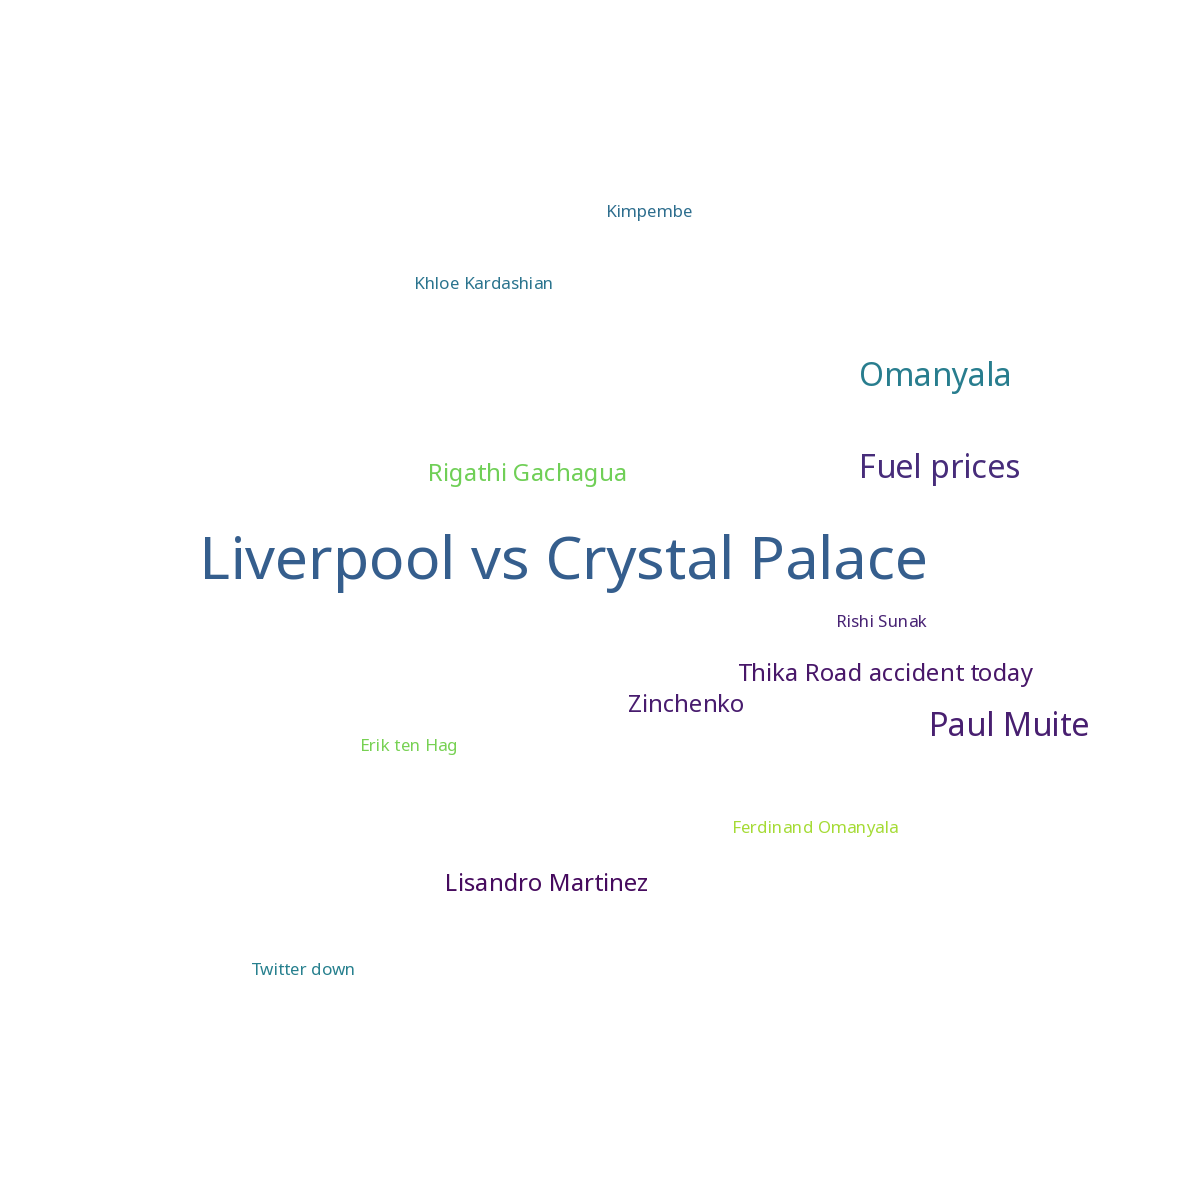 Kimpembe
Khloe Kardashian
Omanyala
Fuel prices
Rigathi Gachagua
Liverpool vs Crystal Palace
Rishi Sunak
Thika Road accident today
Zinchenko
Paul Muite
Erik ten Hag
Ferdinand Omanyala
Lisandro Martinez
Twitter down